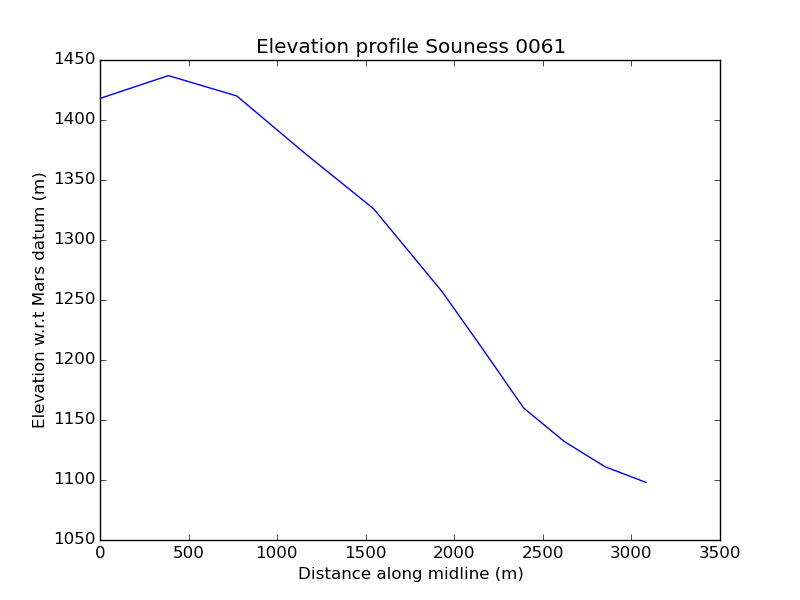 Elevation profile Souness 0061
1450
1400
1350
1300
1250
1200
1150
1100
1050
Elevation w.r.t Mars datum (m)
0 500 1000 1500 2000 2500 3000 3500
Distance along midline (m)